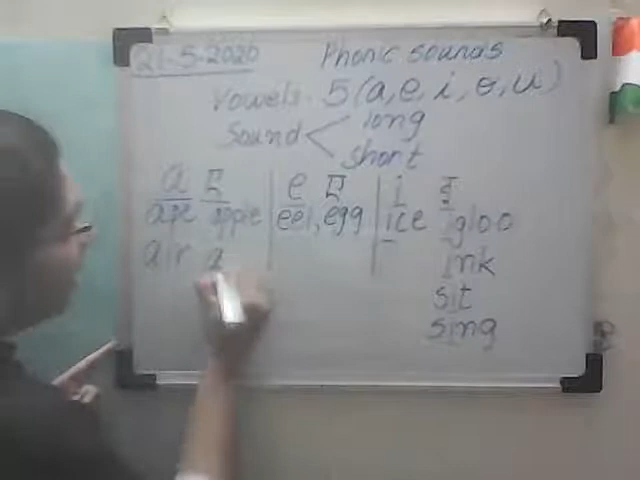 21-5-2020 Phonic sounds
Vowels. 5 (a, e, i, o, u)
Sound < long
short
a ĕ | e ĕ | i ĭ
ape apple | eel, egg | ice igloo
air a ink
sit
sing